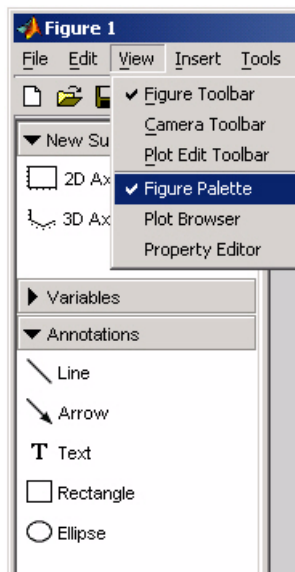 Figure 1
File Edit View Insert Tools
Figure Toolbar
Camera Toolbar
Plot Edit Toolbar
Figure Palette
Plot Browser
Property Editor
New Su
2D Ax
3D Ax
Variables
Annotations
Line
Arrow
T Text
Rectangle
Ellipse